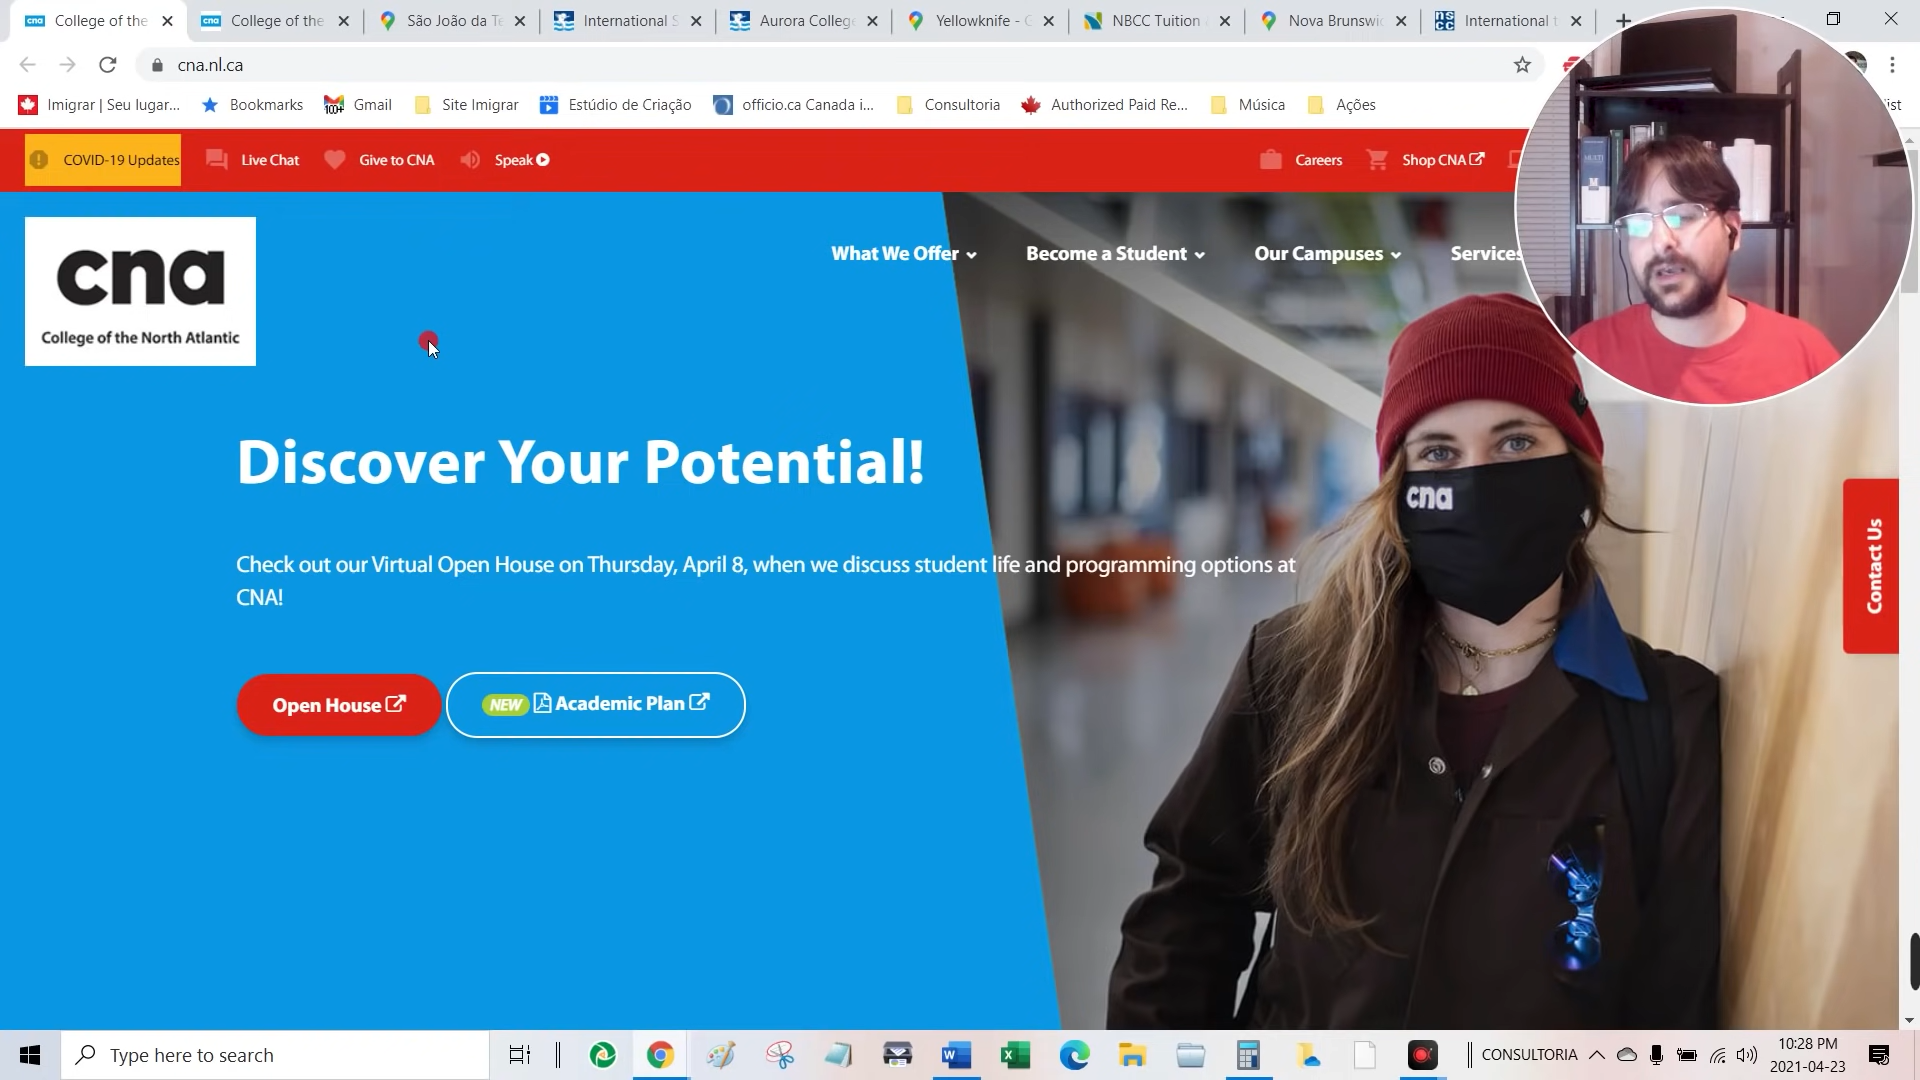 College of the
College of the
São João da Te
International S
Aurora College
Yellowknife - G
NBCC Tuition
Nova Brunswic
International t
cna.nl.ca
Imigrar | Seu lugar...
Bookmarks
Gmail
Site Imigrar
Estúdio de Criação
officio.ca Canada i...
Consultoria
Authorized Paid Re...
Música
Ações
ist
COVID-19 Updates
Live Chat
Give to CNA
Speak
Careers
Shop CNA
cna
College of the North Atlantic
What We Offer
Become a Student
Our Campuses
Services
Discover Your Potential!
cna
Check out our Virtual Open House on Thursday, April 8, when we discuss student life and programming options at
CNA!
Contact Us
Open House
NEW Academic Plan
Type here to search
CONSULTORIA
10:28 PM
2021-04-23